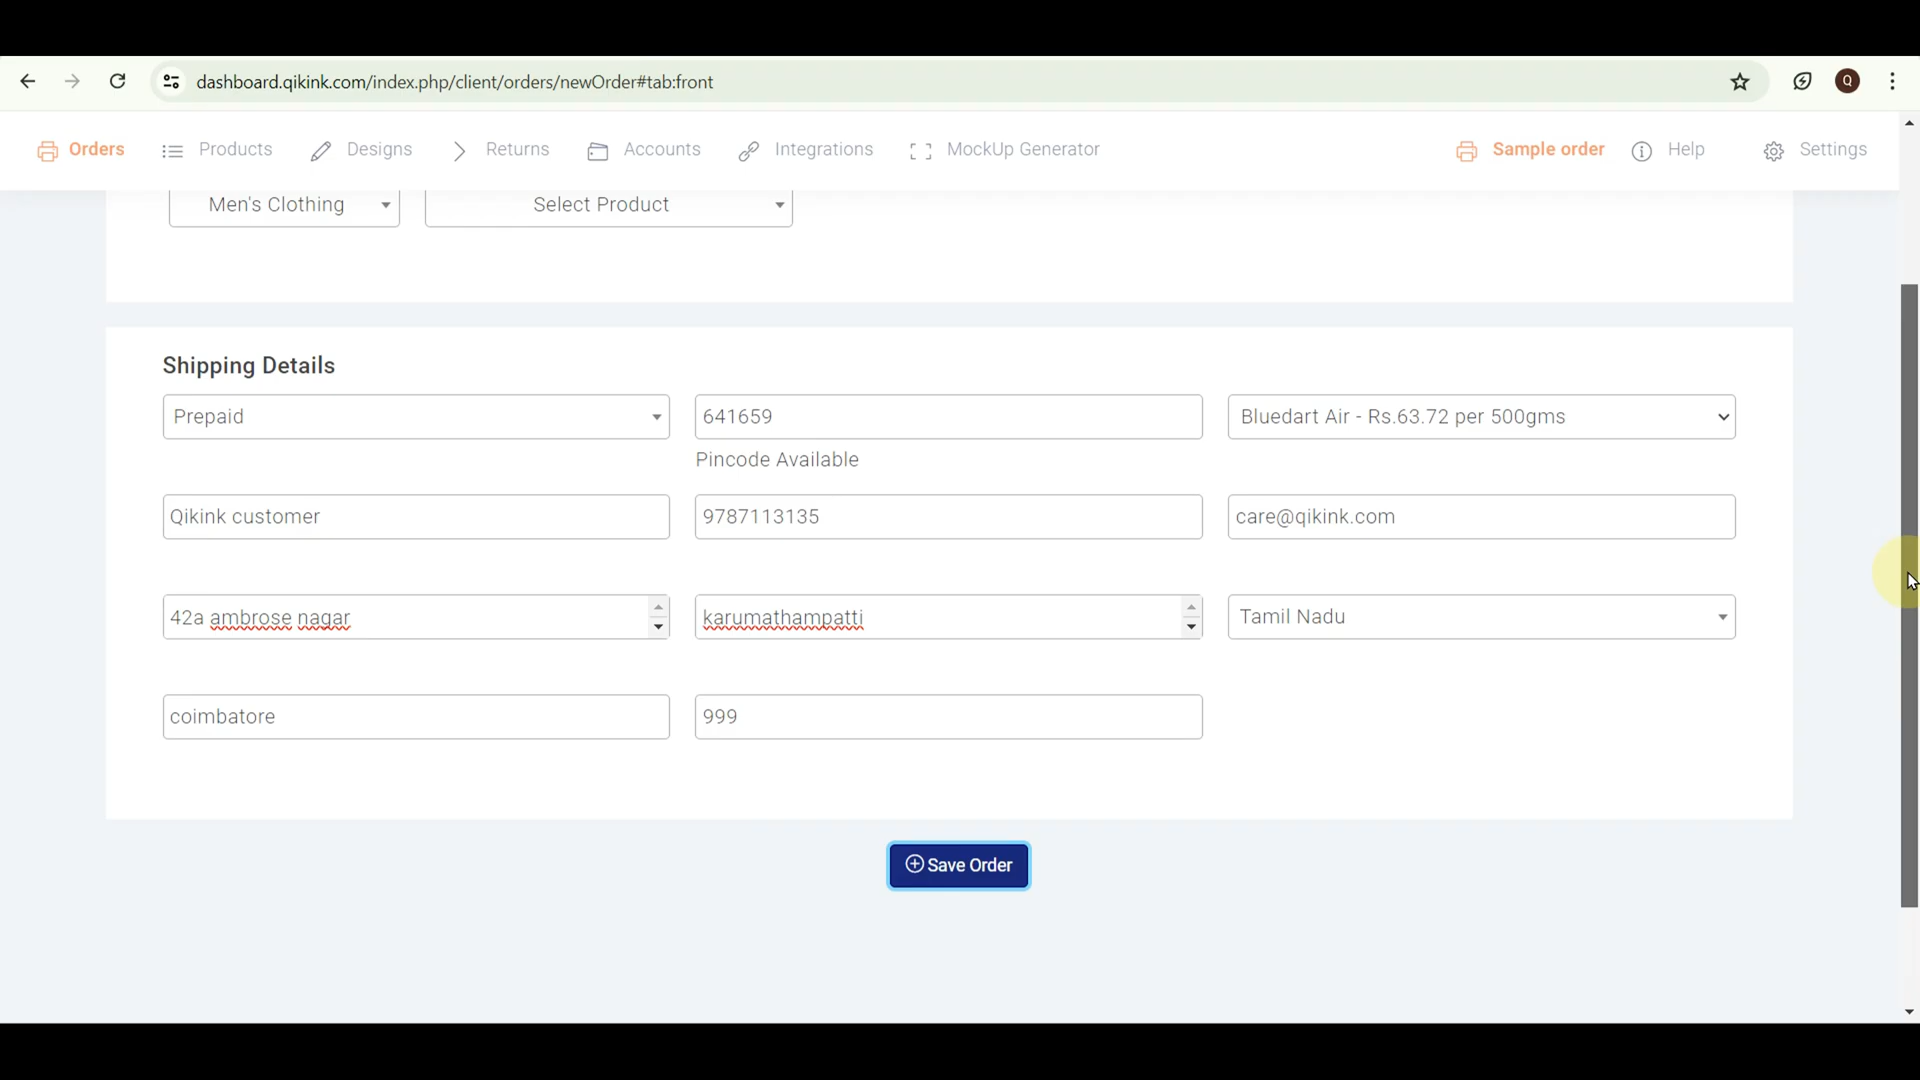 dashboard.qikink.com/index.php/client/orders/newOrder#tab:front
Q
Orders Products Designs Returns Accounts Integrations MockUp Generator Sample order Help Settings
Men's Clothing Select Product
Shipping Details
Prepaid 641659 Bluedart Air - Rs.63.72 per 500gms
Pincode Available
Qikink customer 9787113135 care@qikink.com
42a ambrose nagar karumathampatti Tamil Nadu
coimbatore 999
Save Order